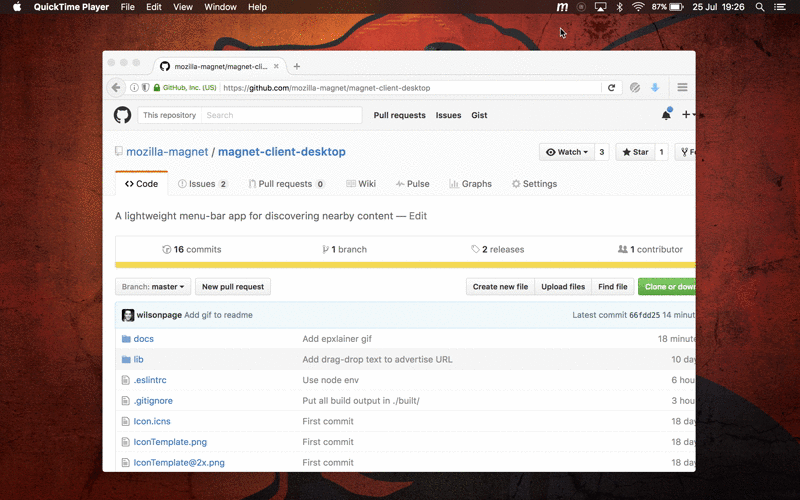 QuickTime Player File Edit View Window Help m 87% 25 Jul 19:26
mozilla-magnet/magnet-cli...
GitHub, Inc. (US) https://github.com/mozilla-magnet/magnet-client-desktop
This repository Search Pull requests Issues Gist
mozilla-magnet / magnet-client-desktop Watch 3 Star 1
Code Issues 2 Pull requests 0 Wiki Pulse Graphs Settings
A lightweight menu-bar app for discovering nearby content — Edit
16 commits 1 branch 2 releases 1 contributor
Branch: master New pull request Create new file Upload files Find file Clone or down
wilsonpage Add gif to readme Latest commit 66fdd25 14 minut
docs Add epxlainer gif 18 minute
lib Add drag-drop text to advertise URL 10 day
.eslintrc Use node env 6 hou
.gitignore Put all build output in ./built/ 3 hou
Icon.icns First commit 18 day
IconTemplate.png First commit 18 day
IconTemplate@2x.png First commit 18 day